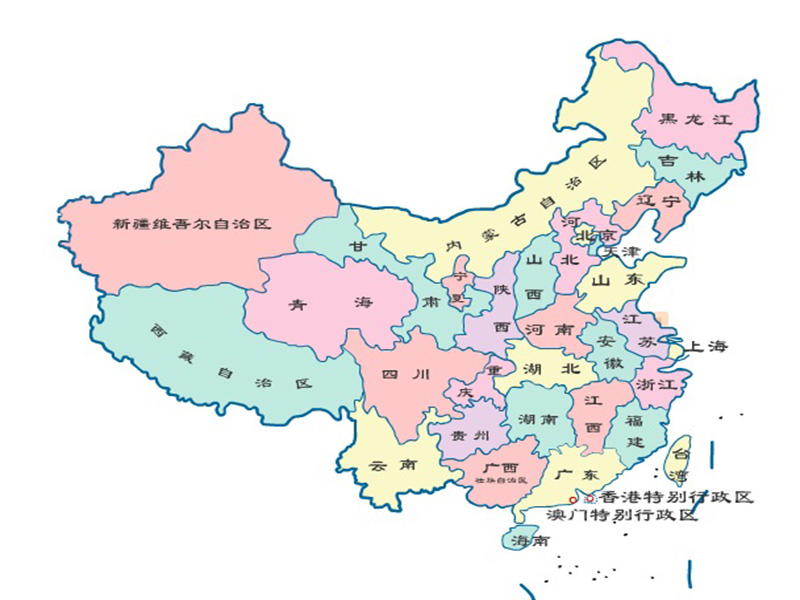 黑龙江
吉林
辽宁
内蒙古自治区
新疆维吾尔自治区
甘肃
河北
北京
天津
宁夏
陕西
山西
山东
青海
西藏自治区
河南
江苏
安徽
上海
四川
重庆
湖北
浙江
湖南
江西
福建
贵州
云南
广西
壮族自治区
广东
台湾
香港特别行政区
澳门特别行政区
海南